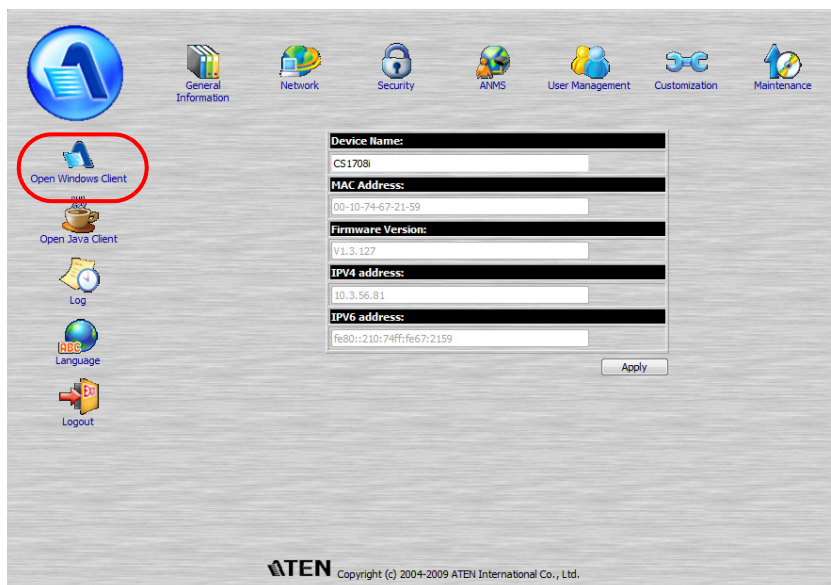 General Information
Network
Security
ANMS
User Management
Customization
Maintenance
Open Windows Client
Open Java Client
Log
ABC
Language
EXIT
Logout
Device Name:
CS1708i
MAC Address:
00-10-74-67-21-59
Firmware Version:
V1.3.127
IPV4 address:
10.3.56.81
IPV6 address:
fe80::210:74ff:fe67:2159
Apply
ATEN Copyright (c) 2004-2009 ATEN International Co., Ltd.